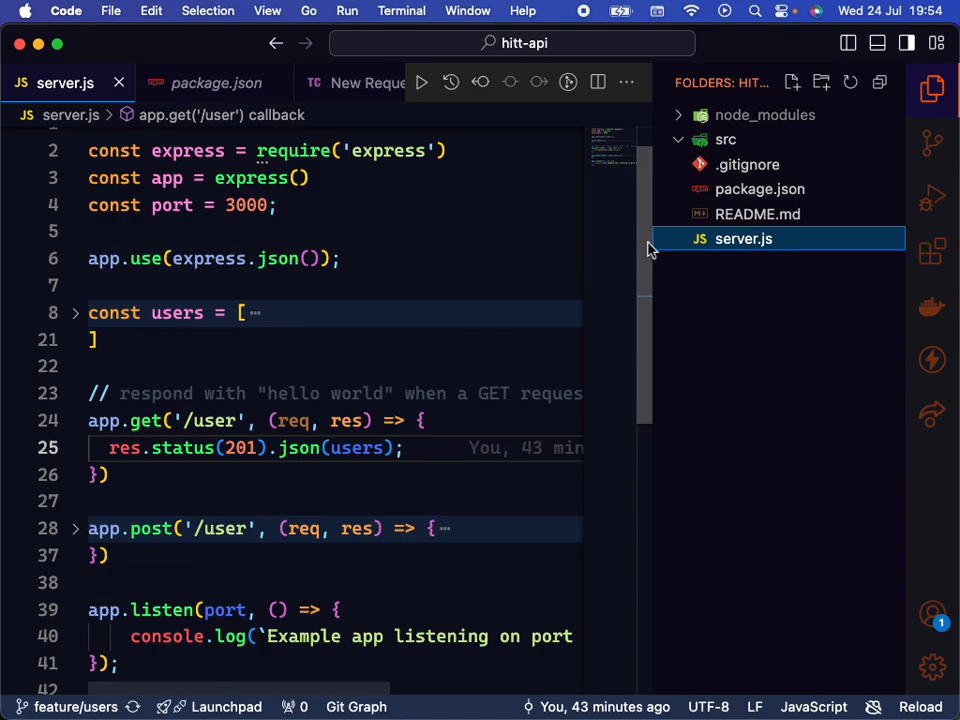 Code File Edit Selection View Go Run Terminal Window Help Wed 24 Jul 19:54
hitt-api
JS server.js package.json TC New Reque
FOLDERS: HIT...
server.js > app.get('/user') callback
node_modules
src
.gitignore
package.json
README.md
JS server.js
2 const express = require('express')
3 const app = express()
4 const port = 3000;
5
6 app.use(express.json());
7
8 const users = [
21 ]
22
23 // respond with "hello world" when a GET reques
24 app.get('/user', (req, res) => {
25 res.status(201).json(users); You, 43 min
26 })
27
28 app.post('/user', (req, res) => {
37 })
38
39 app.listen(port, () => {
40 console.log(`Example app listening on port
41 });
42
1
feature/users Launchpad 0 Git Graph You, 43 minutes ago UTF-8 LF JavaScript Reload